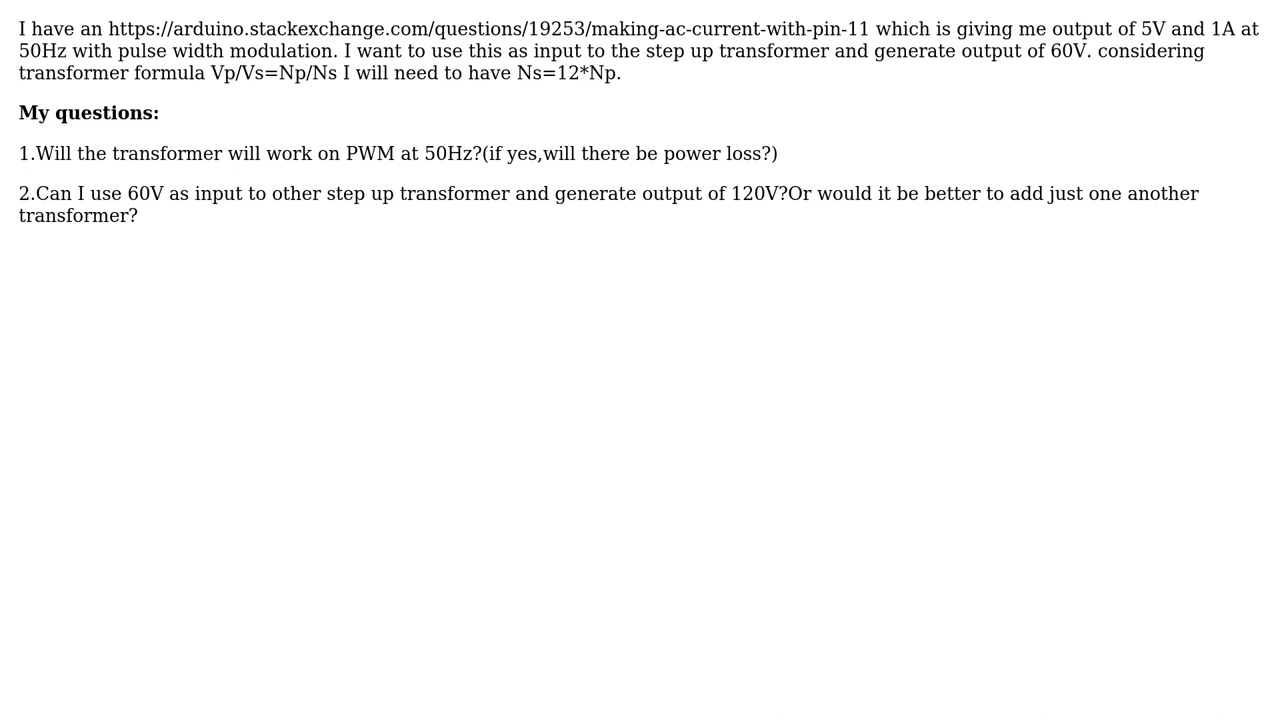 I have an https://arduino.stackexchange.com/questions/19253/making-ac-current-with-pin-11 which is giving me output of 5V and 1A at
50Hz with pulse width modulation. I want to use this as input to the step up transformer and generate output of 60V. considering
transformer formula Vp/Vs=Np/Ns I will need to have Ns=12*Np.
My questions:
1.Will the transformer will work on PWM at 50Hz?(if yes,will there be power loss?)
2.Can I use 60V as input to other step up transformer and generate output of 120V?Or would it be better to add just one another
transformer?